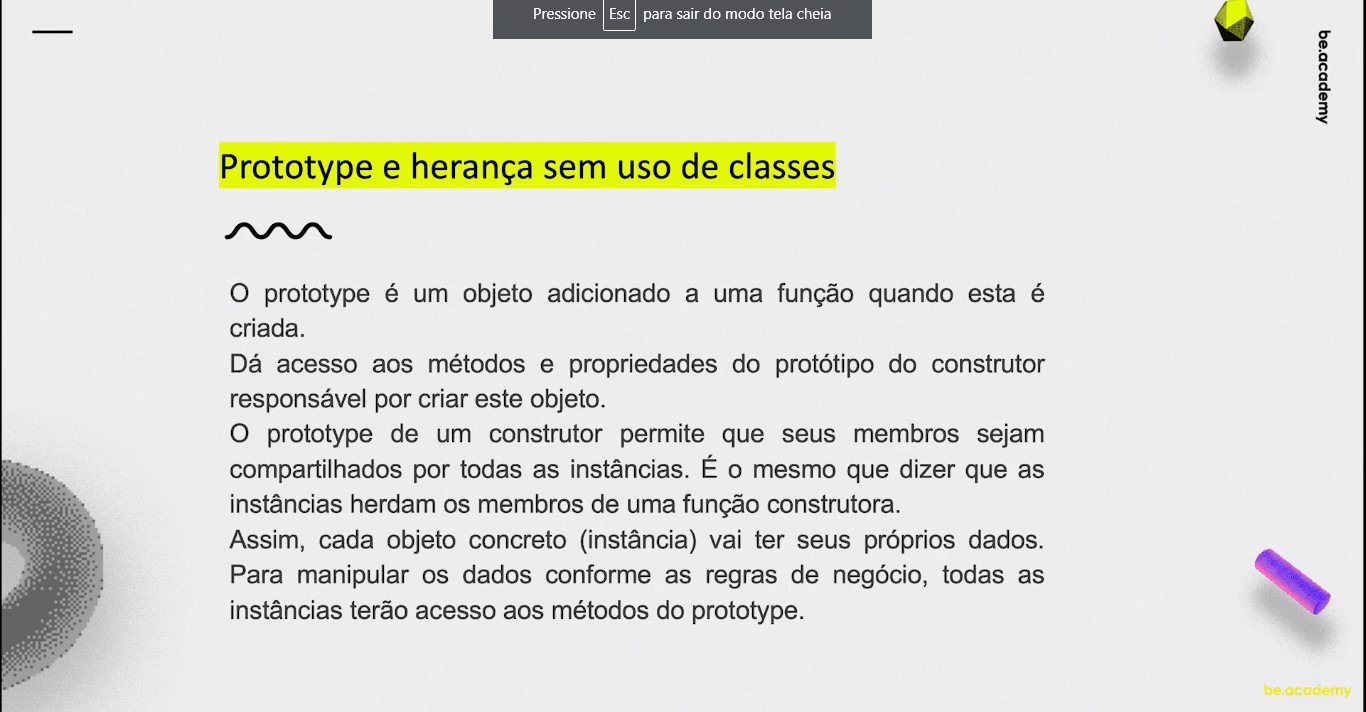 Pressione Esc para sair do modo tela cheia
be.academy
Prototype e herança sem uso de classes
O prototype é um objeto adicionado a uma função quando esta é
criada.
Dá acesso aos métodos e propriedades do protótipo do construtor
responsável por criar este objeto.
O prototype de um construtor permite que seus membros sejam
compartilhados por todas as instâncias. É o mesmo que dizer que as
instâncias herdam os membros de uma função construtora.
Assim, cada objeto concreto (instância) vai ter seus próprios dados.
Para manipular os dados conforme as regras de negócio, todas as
instâncias terão acesso aos métodos do prototype.
be.academy